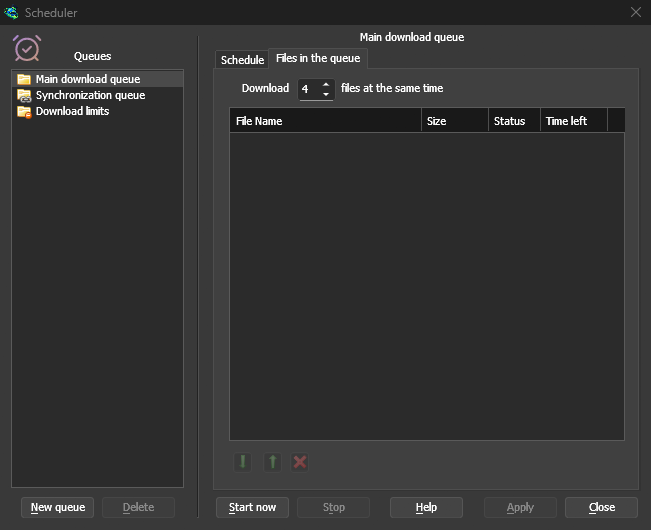 Scheduler
Main download queue
Queues
Schedule
Files in the queue
Main download queue
Synchronization queue
Download limits
Download 4 files at the same time
File Name Size Status Time left
New queue Delete Start now Stop Help Apply Close